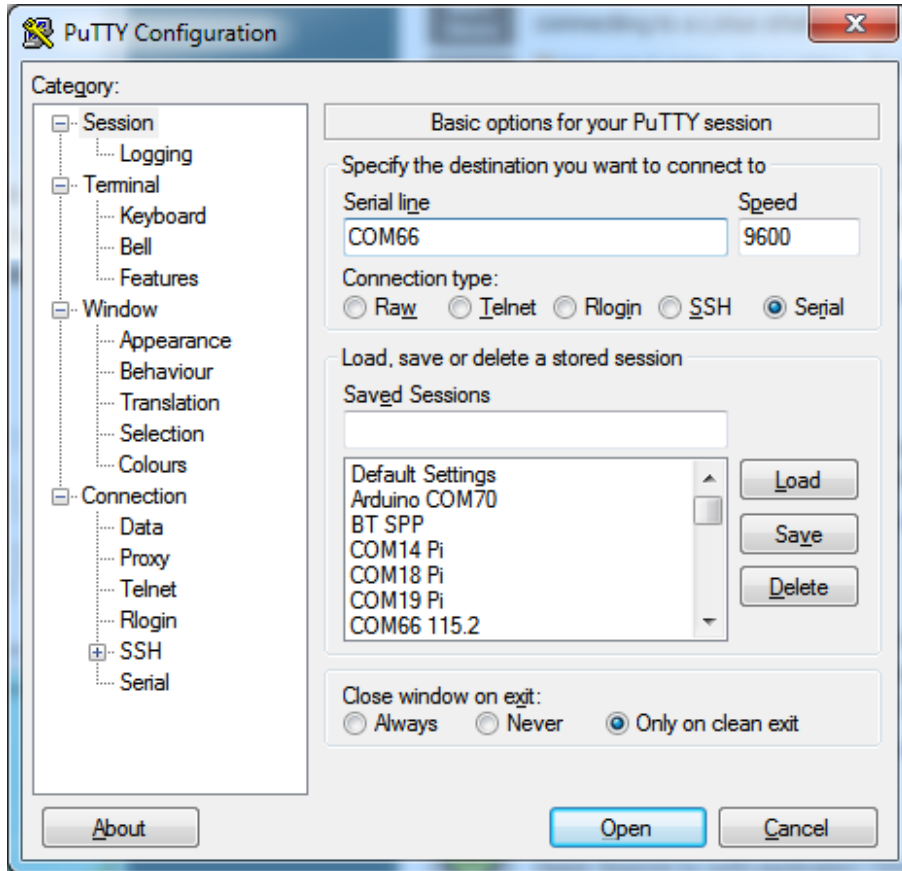 PuTTY Configuration
Category:
Session
Logging
Terminal
Keyboard
Bell
Features
Window
Appearance
Behaviour
Translation
Selection
Colours
Connection
Data
Proxy
Telnet
Rlogin
SSH
Serial
Basic options for your PuTTY session
Specify the destination you want to connect to
Serial line Speed
COM66 9600
Connection type:
Raw Telnet Rlogin SSH Serial
Load, save or delete a stored session
Saved Sessions
Default Settings
Arduino COM70
BT SPP
COM14 Pi
COM18 Pi
COM19 Pi
COM66 115.2
Load
Save
Delete
Close window on exit:
Always Never Only on clean exit
About Open Cancel